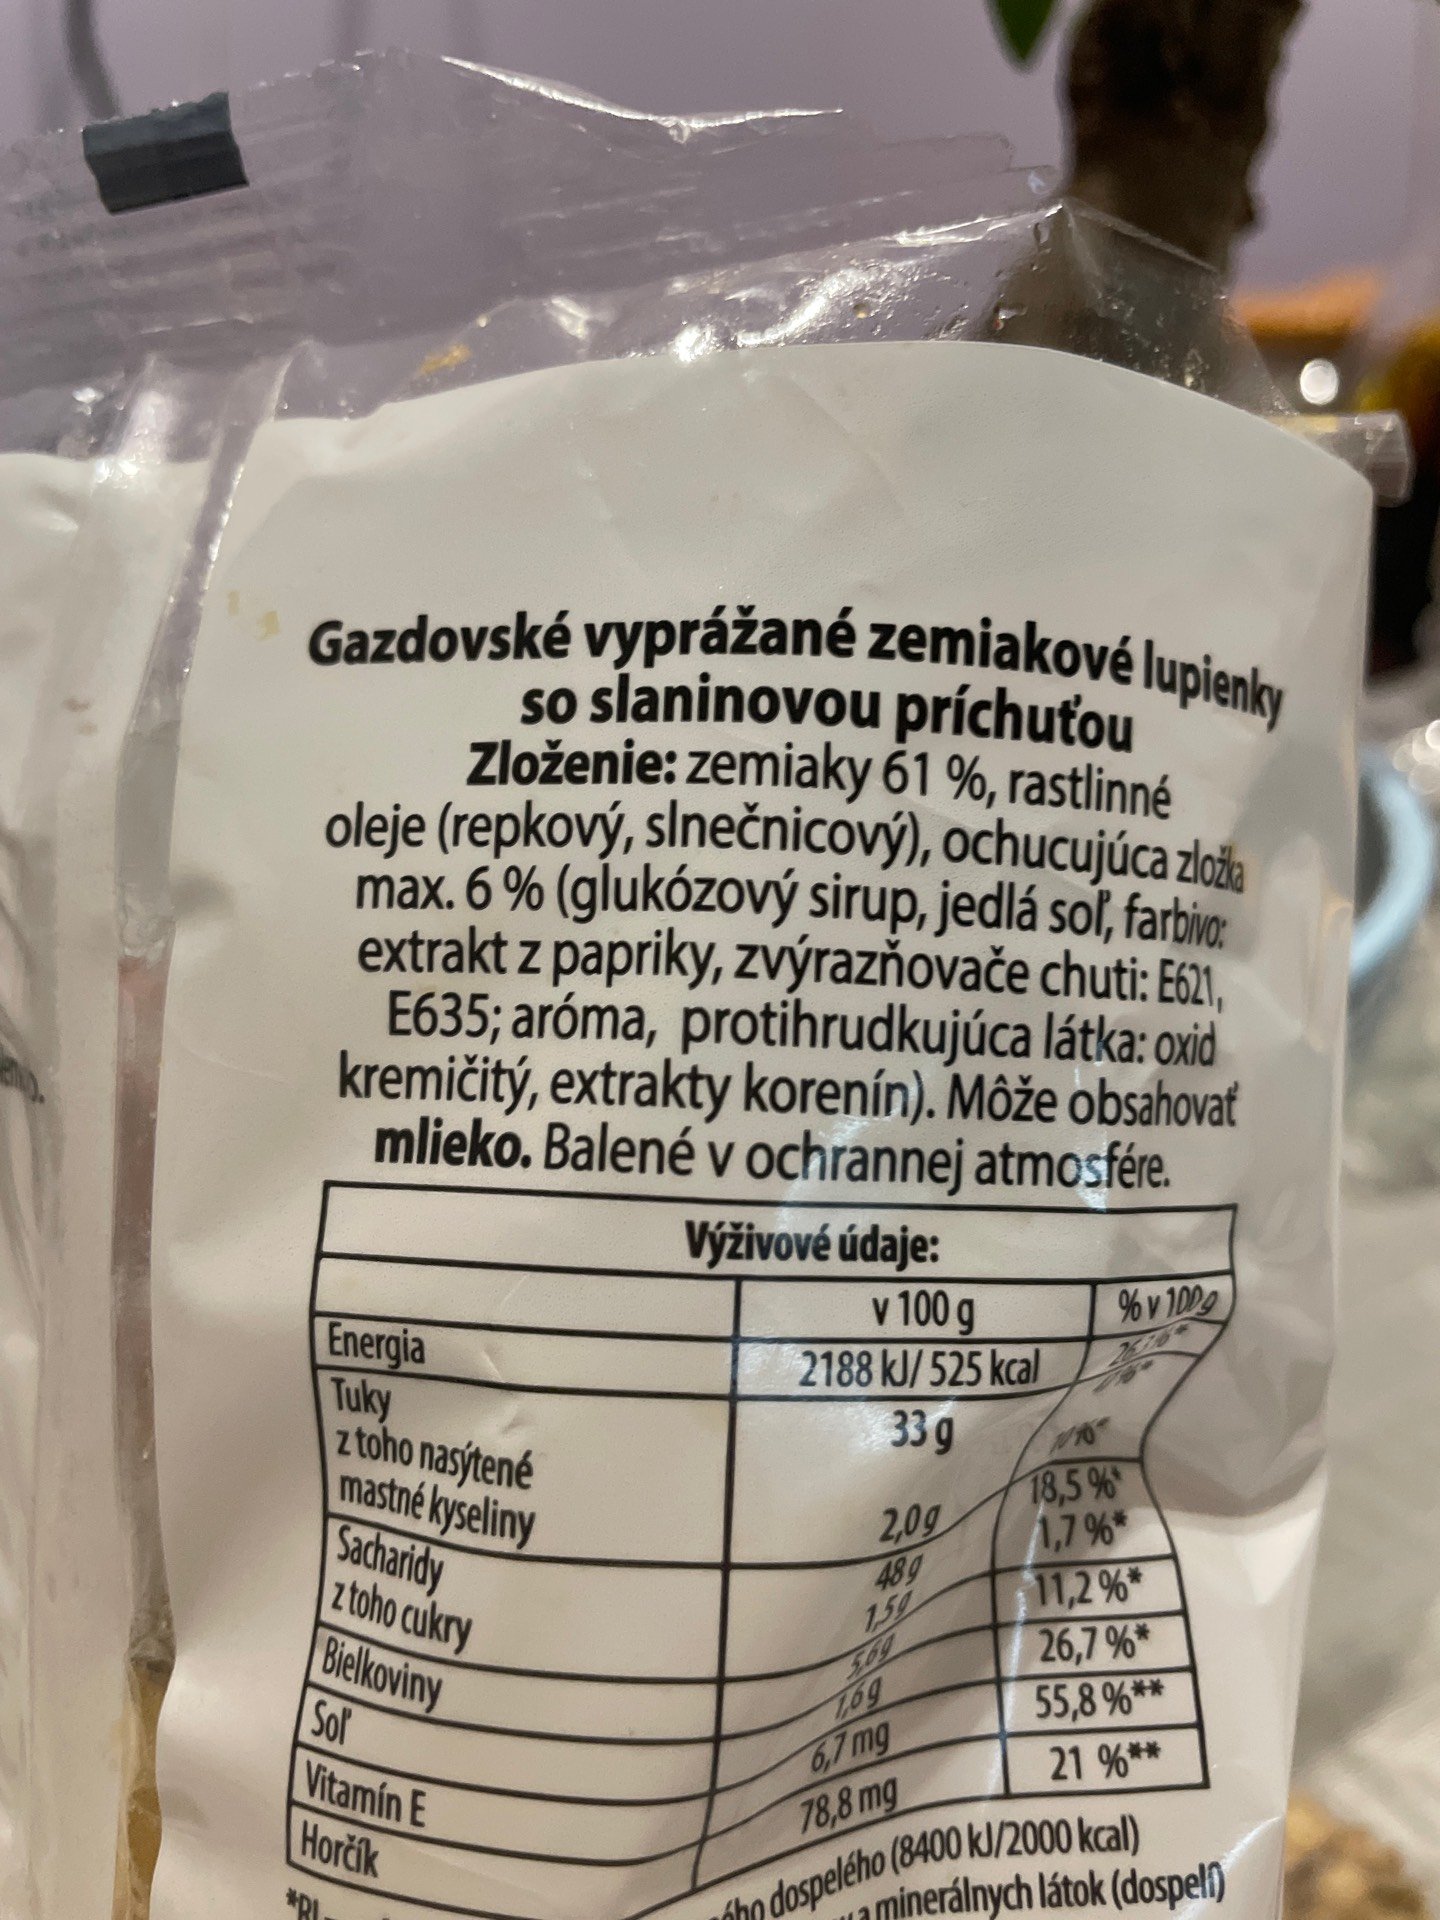 Gazdovské vyprážané zemiakové lupienky
so slaninovou príchuťou
Zloženie: zemiaky 61 %, rastlinné
oleje (repkový, slnečnicový), ochucujúca zložka
max. 6 % (glukózový sirup, jedlá soľ, farbivo:
extrakt z papriky, zvýrazňovače chuti: E621,
E635; aróma, protihrudkujúca látka: oxid
kremičitý, extrakty korenín). Môže obsahovať
mlieko. Balené v ochrannej atmosfére.
Výživové údaje:
v 100 g % v 100 g
Energia 2188 kJ/ 525 kcal
Tuky 33 g
z toho nasýtené
mastné kyseliny 2,0 g
Sacharidy 48 g 18,5 %*
z toho cukry 1,5 g 1,7 %*
Bielkoviny 5,6 g 11,2 %*
Soľ 1,6 g 26,7 %*
Vitamín E 6,7 mg 55,8 %**
Horčík 78,8 mg 21 %**
dospelého (8400 kJ/2000 kcal)
a minerálnych látok (dospelí)